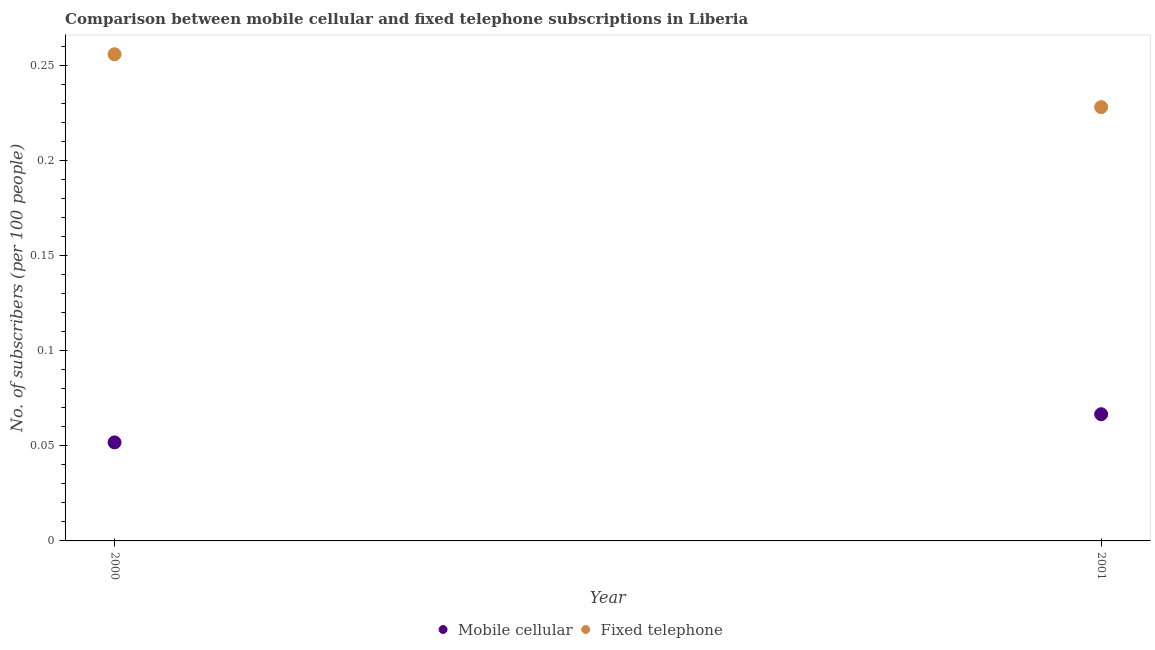 Comparison between mobile cellular and fixed telephone subscriptions in Liberia
No. of subscribers (per 100 people)
0.25
0.2
0.15
0.1
0.05
0
2000
2001
Year
Mobile cellular
Fixed telephone